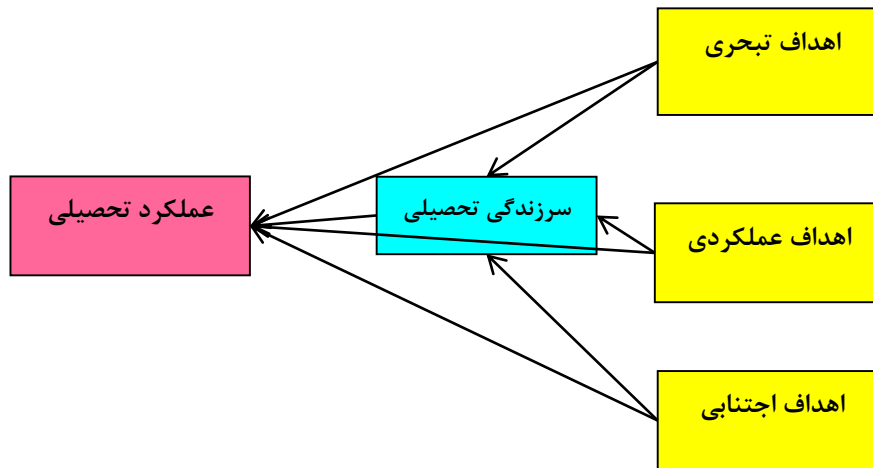 اهداف تبحری
سرزندگی تحصیلی
عملکرد تحصیلی
اهداف عملکردی
اهداف اجتنابی